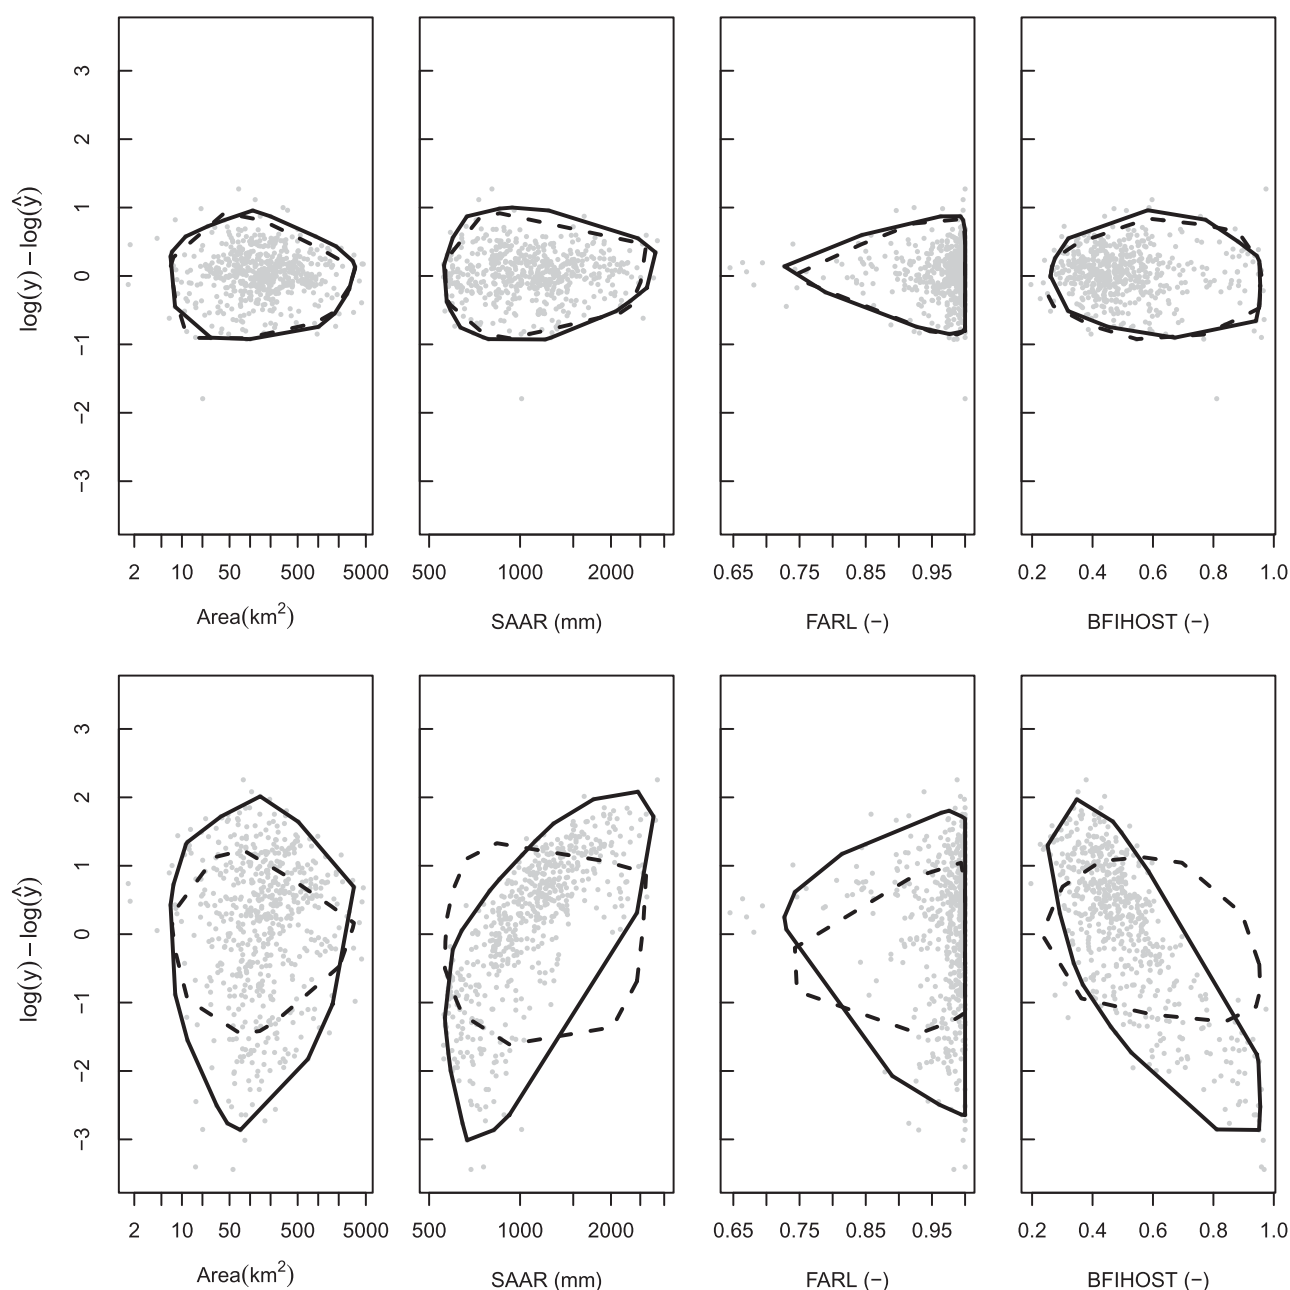 3
2
1
0
−1
−2
−3
log(y) − log(ŷ)
2 10 50 500 5000
500 1000 2000
0.65 0.75 0.85 0.95
0.2 0.4 0.6 0.8 1.0
Area(km²)
SAAR (mm)
FARL (−)
BFIHOST (−)
3
2
1
0
−1
−2
−3
log(y) − log(ŷ)
2 10 50 500 5000
500 1000 2000
0.65 0.75 0.85 0.95
0.2 0.4 0.6 0.8 1.0
Area(km²)
SAAR (mm)
FARL (−)
BFIHOST (−)